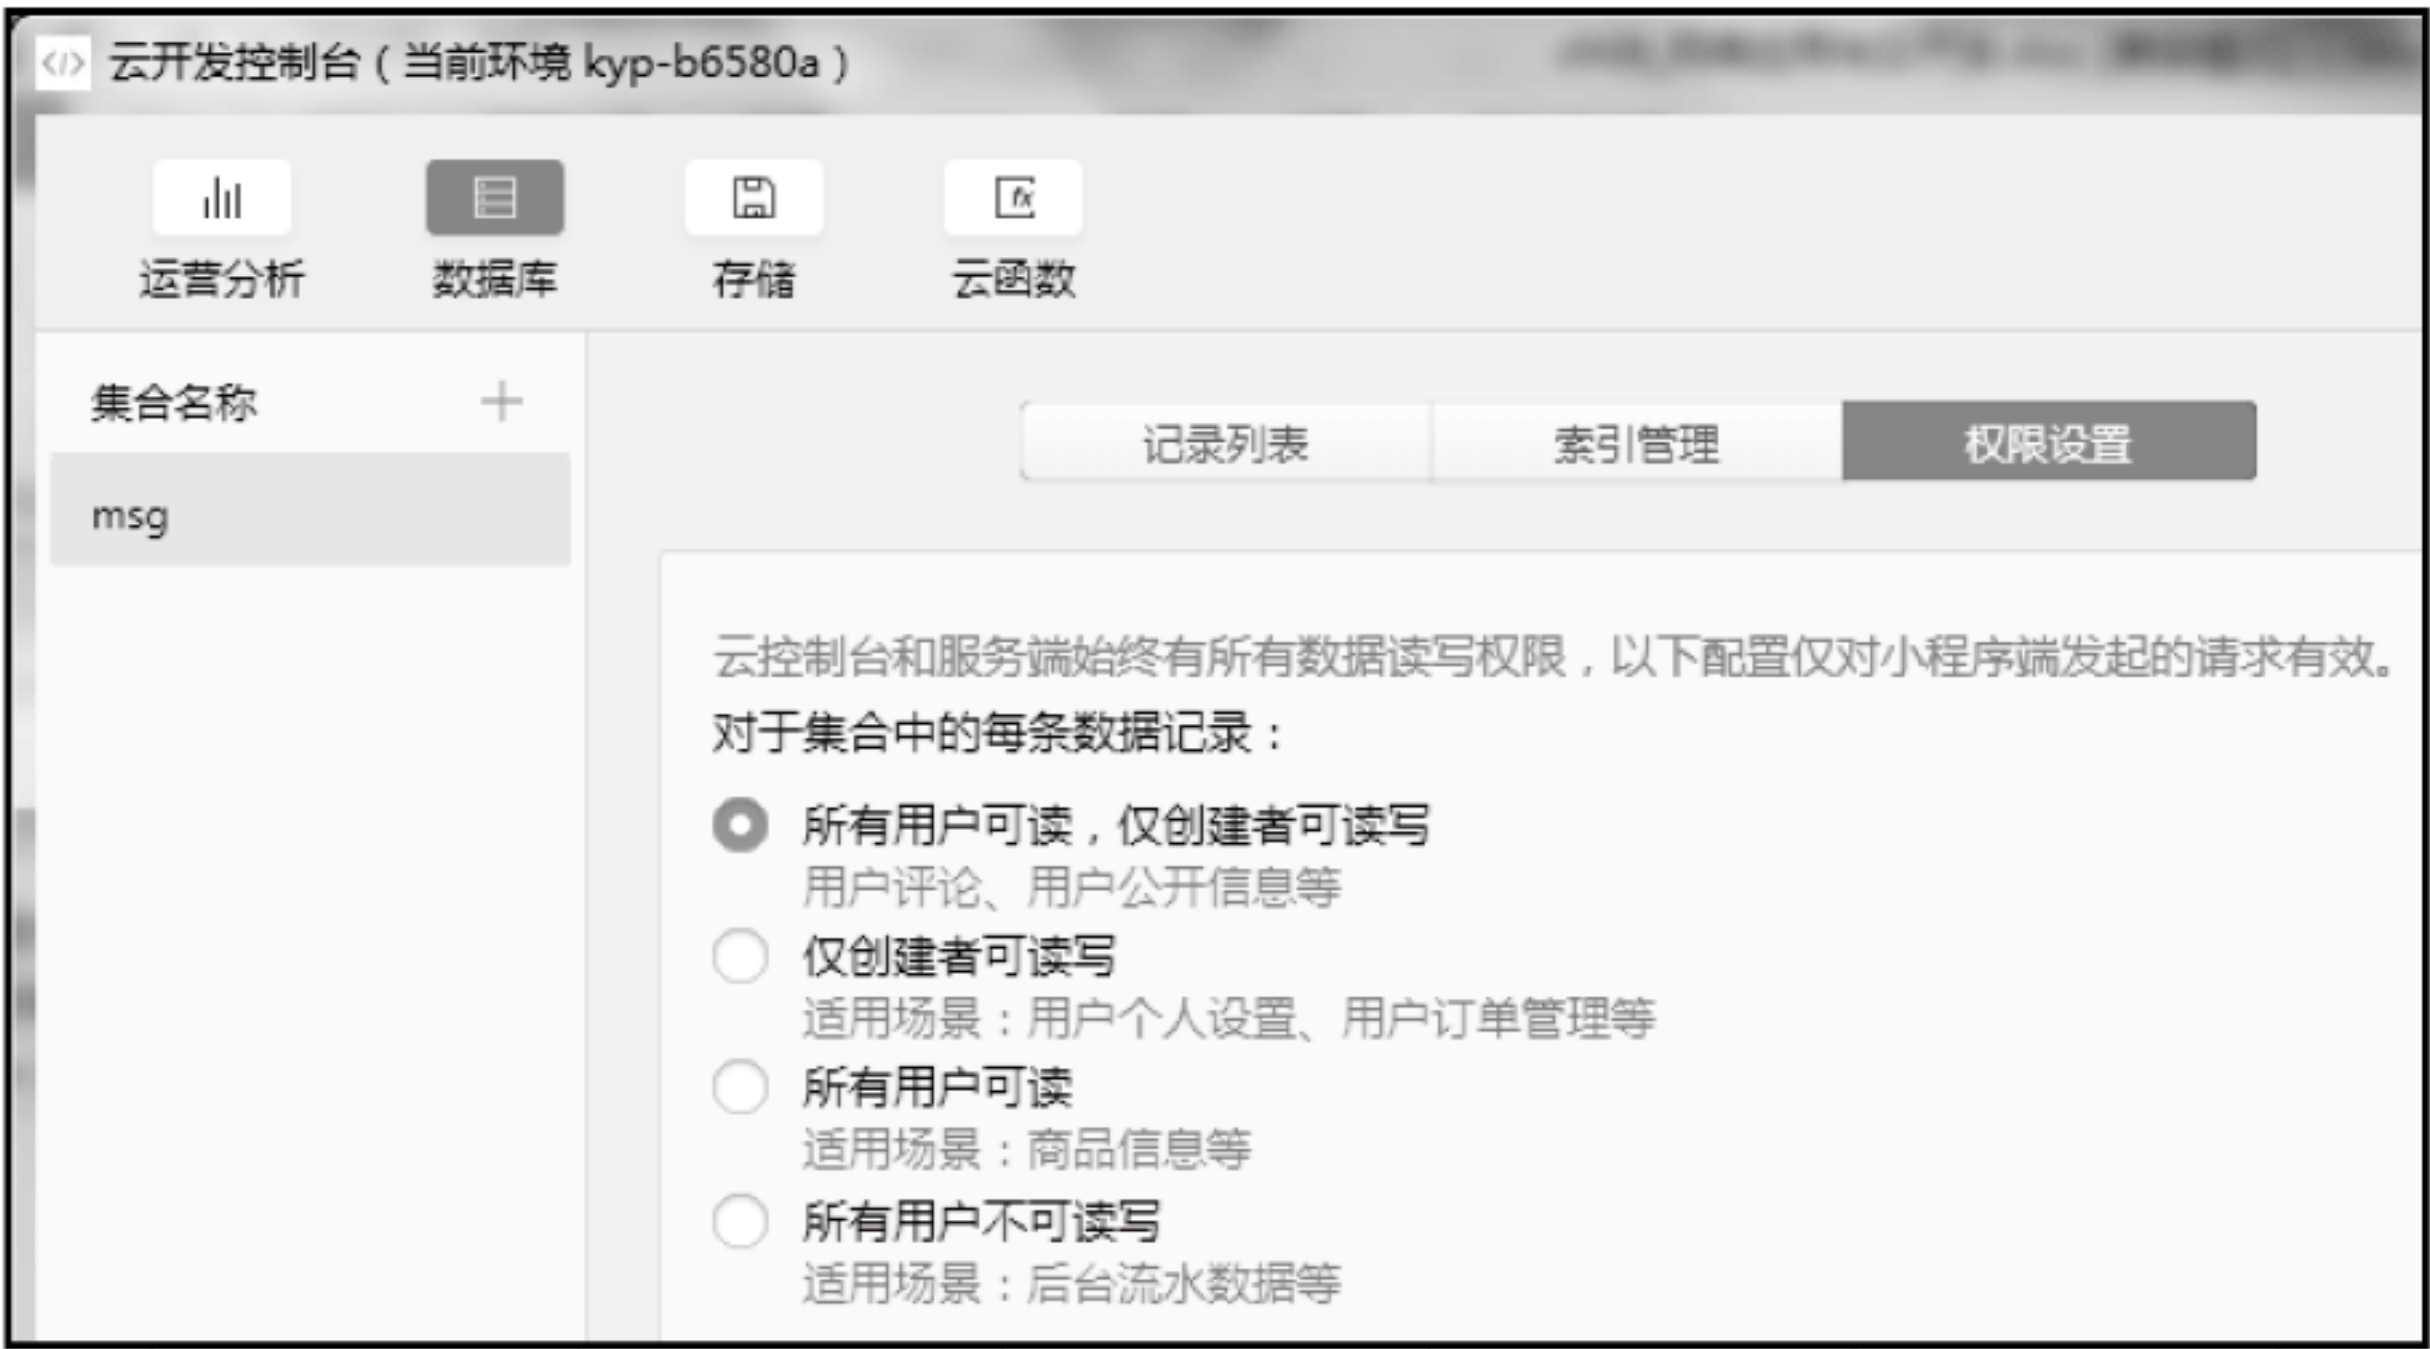 云开发控制台（当前环境 kyp-b6580a）
运营分析 数据库 存储 云函数
集合名称
记录列表 索引管理 权限设置
msg
云控制台和服务端始终有所有数据读写权限，以下配置仅对小程序端发起的请求有效。
对于集合中的每条数据记录：
所有用户可读，仅创建者可读写
用户评论、用户公开信息等
仅创建者可读写
适用场景：用户个人设置、用户订单管理等
所有用户可读
适用场景：商品信息等
所有用户不可读写
适用场景：后台流水数据等